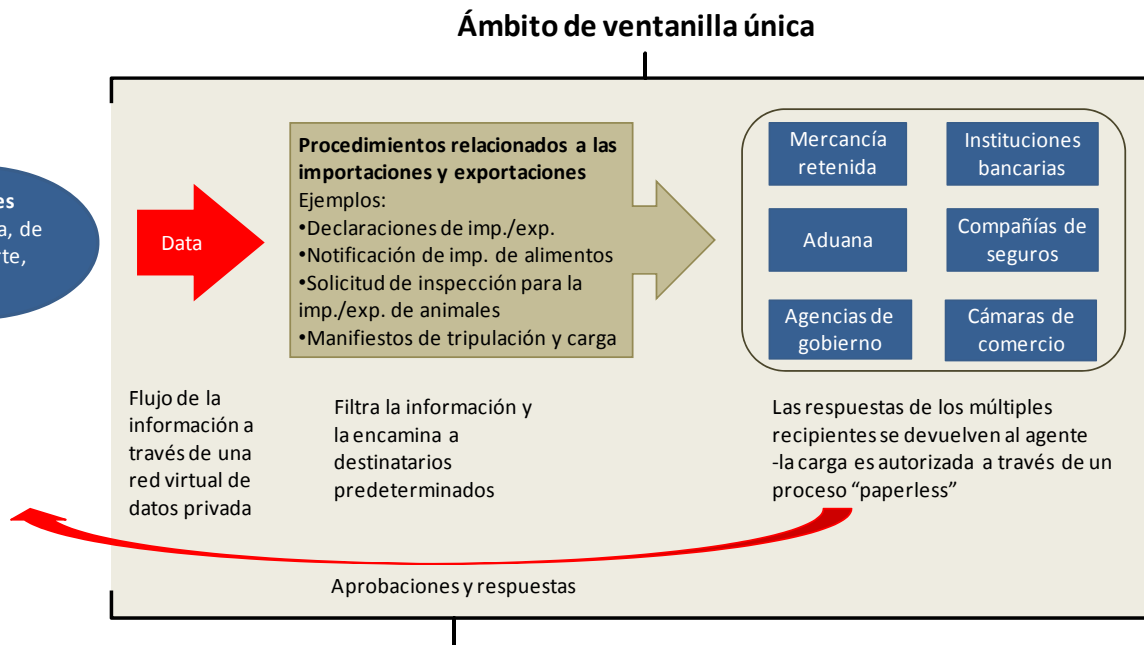 Ámbito de ventanilla única
es
a, de
rte,
Data
Procedimientos relacionados a las
importaciones y exportaciones
Ejemplos:
•Declaraciones de imp./exp.
•Notificación de imp. de alimentos
•Solicitud de inspección para la
imp./exp. de animales
•Manifiestos de tripulación y carga
Mercancía
retenida
Instituciones
bancarias
Aduana
Compañías de
seguros
Agencias de
gobierno
Cámaras de
comercio
Flujo de la
información a
través de una
red virtual de
datos privada
Filtra la información y
la encamina a
destinatarios
predeterminados
Las respuestas de los múltiples
recipientes se devuelven al agente
-la carga es autorizada a través de un
proceso “paperless”
Aprobaciones y respuestas